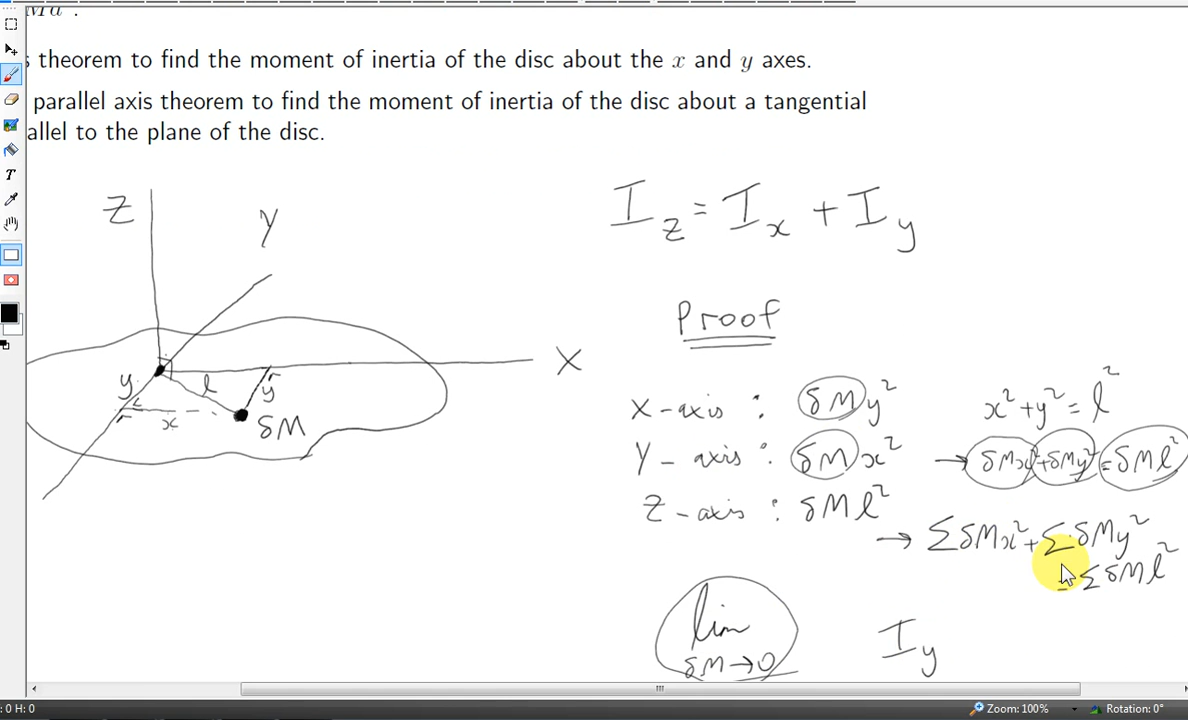 theorem to find the moment of inertia of the disc about the x and y axes.
parallel axis theorem to find the moment of inertia of the disc about a tangential
allel to the plane of the disc.
Z
Y
X
I_z = I_x + I_y
Proof
y
l
y
x
δM
X-axis : δMy²
x² + y² = l²
Y-axis : δMx²
→ δMx² + δMy² = δMl²
Z-axis : δMl²
→ ΣδMx² + ΣδMy²
= ΣδMl²
lim
δM→0
I_y
T
: 0 H: 0
Zoom: 100%
Rotation: 0°